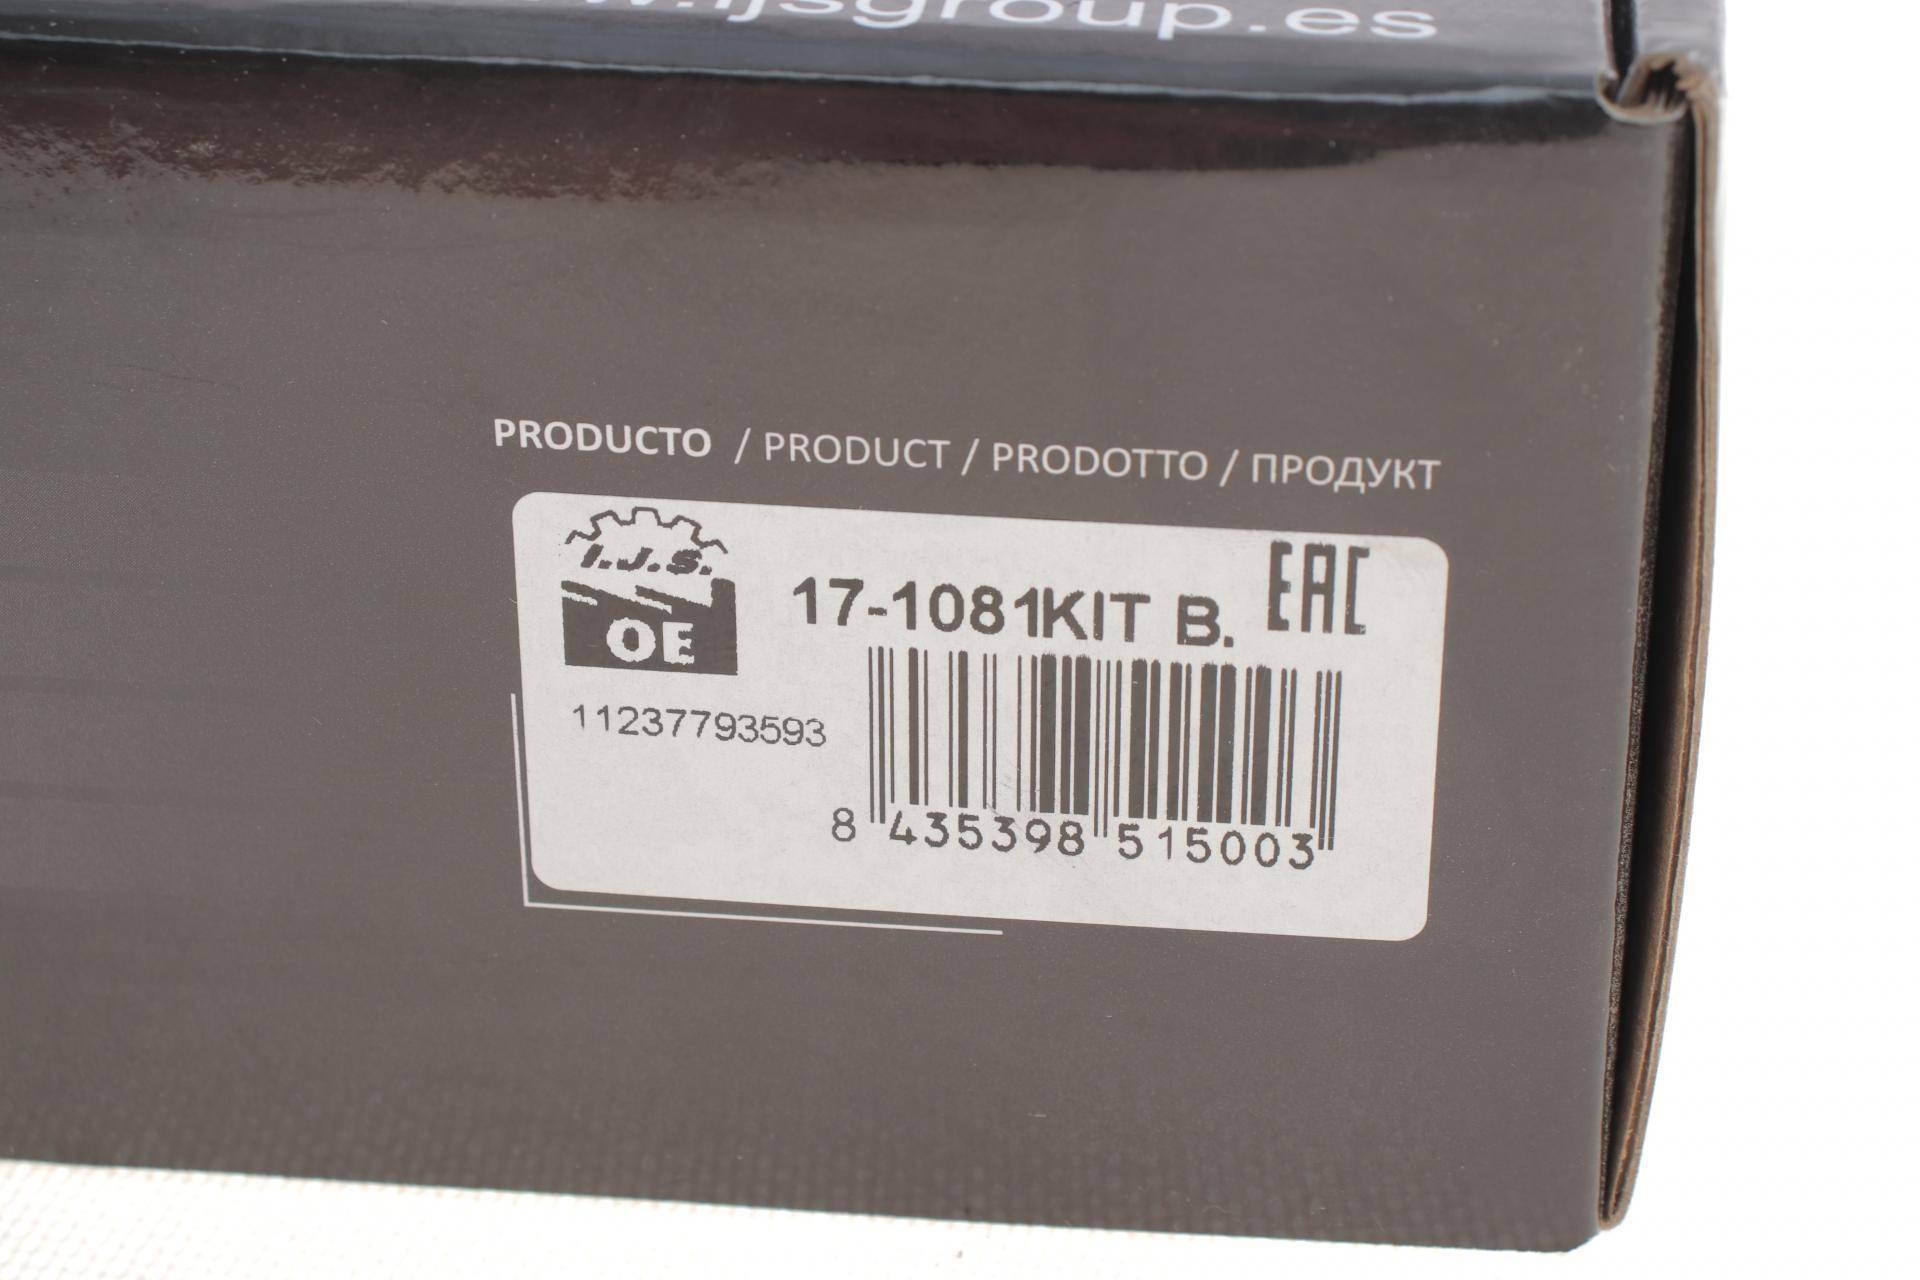 www.ijsgroup.es
PRODUCTO / PRODUCT / PRODOTTO / ПРОДУКТ
I.J.S.
OE
17-1081KIT B.
EAC
11237793593
8 435398 515003